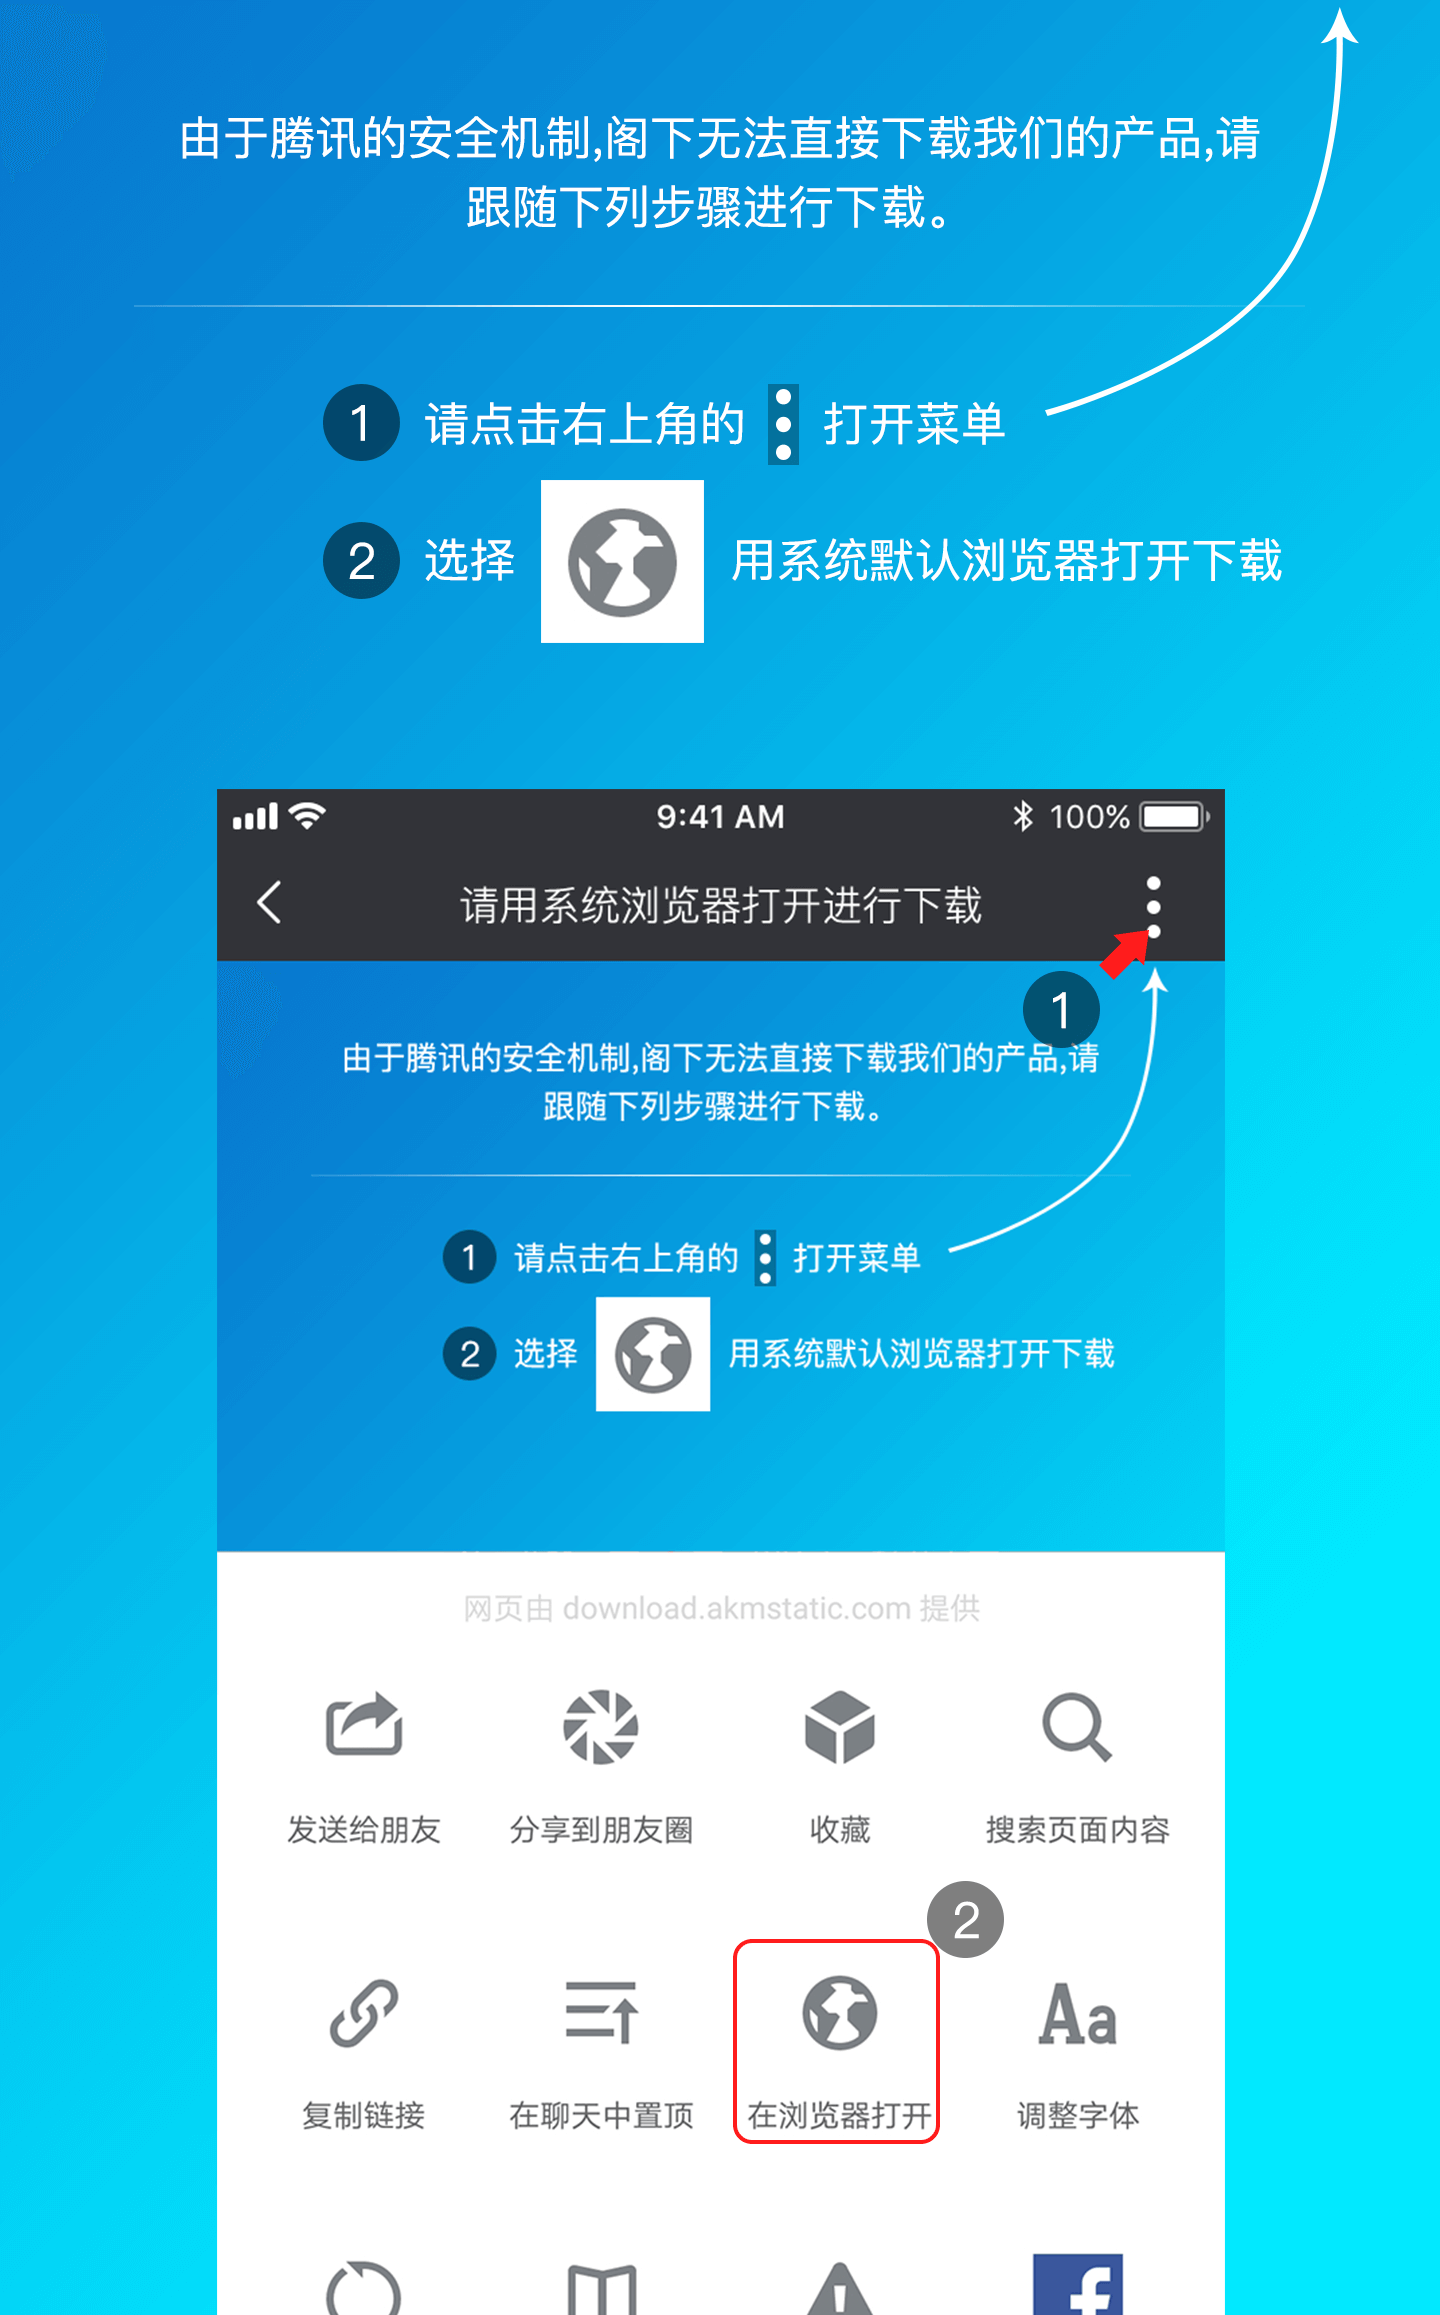 由于腾讯的安全机制,阁下无法直接下载我们的产品,请
跟随下列步骤进行下载。
1 请点击右上角的 打开菜单
2 选择 用系统默认浏览器打开下载
9:41 AM 100%
请用系统浏览器打开进行下载
1
由于腾讯的安全机制,阁下无法直接下载我们的产品,请
跟随下列步骤进行下载。
1 请点击右上角的 打开菜单
2 选择 用系统默认浏览器打开下载
网页由 download.akmstatic.com 提供
发送给朋友 分享到朋友圈 收藏 搜索页面内容
2
Aa
复制链接 在聊天中置顶 在浏览器打开 调整字体
f